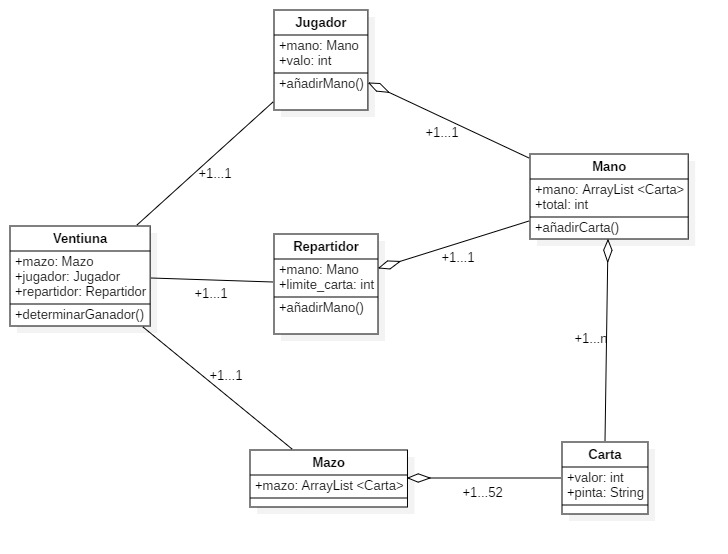 Jugador
+mano: Mano
+valo: int
+añadirMano()
+1...1
+1...1
Mano
+mano: ArrayList <Carta>
+total: int
+añadirCarta()
Ventiuna
+mazo: Mazo
+jugador: Jugador
+repartidor: Repartidor
+determinarGanador()
Repartidor
+mano: Mano
+limite_carta: int
+añadirMano()
+1...1
+1...1
+1...n
+1...1
Mazo
+mazo: ArrayList <Carta>
+1...52
Carta
+valor: int
+pinta: String